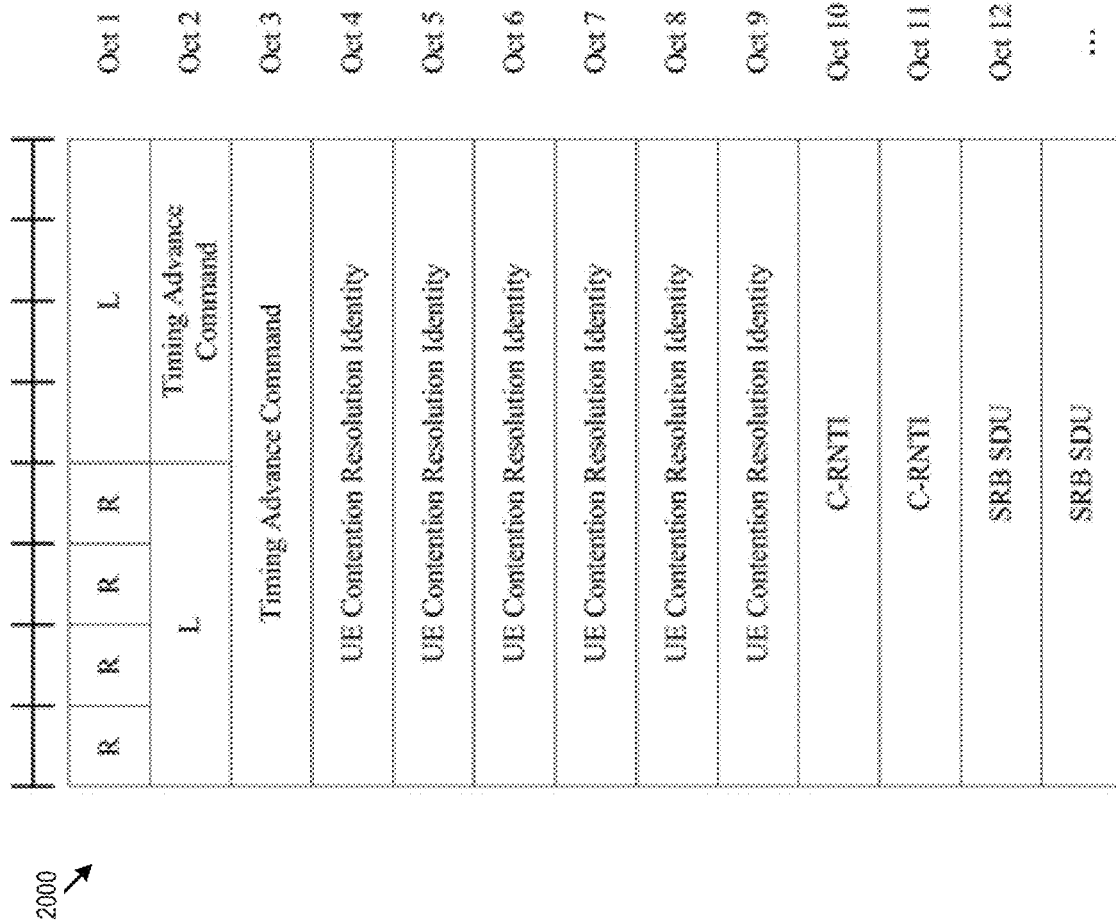 2000
R R R R L Oct 1
L Timing Advance Command Oct 2
Timing Advance Command Oct 3
UE Contention Resolution Identity Oct 4
UE Contention Resolution Identity Oct 5
UE Contention Resolution Identity Oct 6
UE Contention Resolution Identity Oct 7
UE Contention Resolution Identity Oct 8
UE Contention Resolution Identity Oct 9
C-RNTI Oct 10
C-RNTI Oct 11
SRB SDU Oct 12
SRB SDU ...